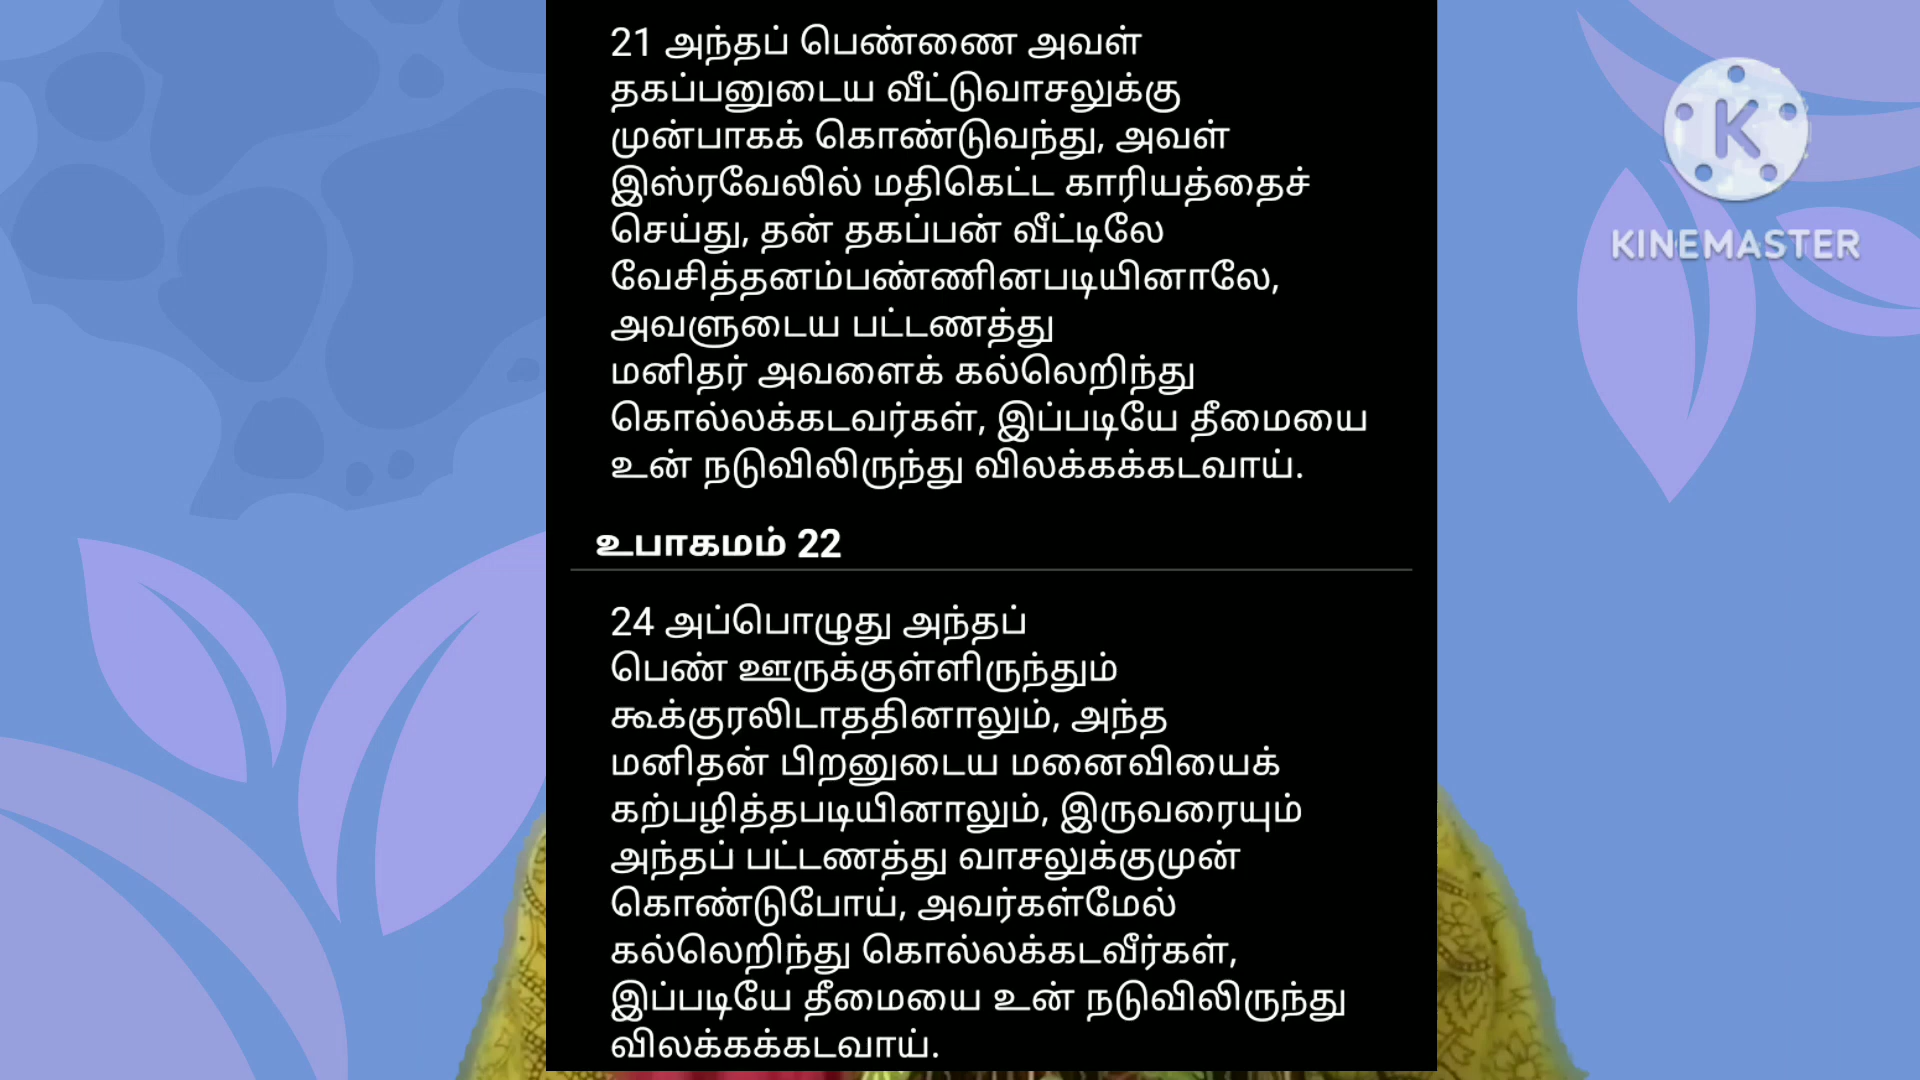 21 அந்தப் பெண்ணை அவள்
தகப்பனுடைய வீட்டுவாசலுக்கு
முன்பாகக் கொண்டுவந்து, அவள்
இஸ்ரவேலில் மதிகெட்ட காரியத்தைச்
செய்து, தன் தகப்பன் வீட்டிலே
வேசித்தனம்பண்ணினபடியினாலே,
அவளுடைய பட்டணத்து
மனிதர் அவளைக் கல்லெறிந்து
கொல்லக்கடவர்கள், இப்படியே தீமையை
உன் நடுவிலிருந்து விலக்கக்கடவாய்.
உபாகமம் 22
24 அப்பொழுது அந்தப்
பெண் ஊருக்குள்ளிருந்தும்
கூக்குரலிடாததினாலும், அந்த
மனிதன் பிறனுடைய மனைவியைக்
கற்பழித்தபடியினாலும், இருவரையும்
அந்தப் பட்டணத்து வாசலுக்குமுன்
கொண்டுபோய், அவர்கள்மேல்
கல்லெறிந்து கொல்லக்கடவீர்கள்,
இப்படியே தீமையை உன் நடுவிலிருந்து
விலக்கக்கடவாய்.
K
KINEMASTER